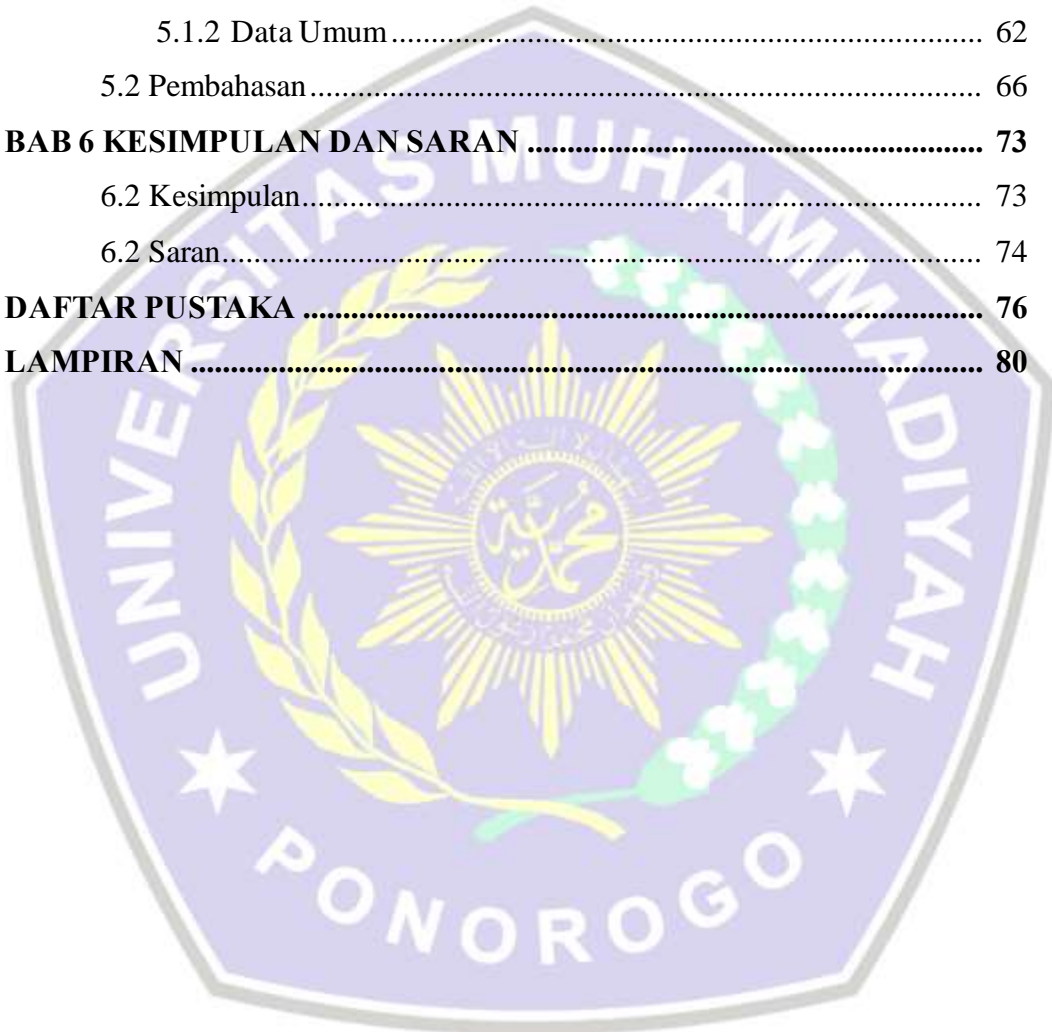 5.1.2 Data Umum ........................................................................... 62
5.2 Pembahasan ..................................................................................... 66
BAB 6 KESIMPULAN DAN SARAN .......................................................... 73
6.2 Kesimpulan ...................................................................................... 73
6.2 Saran ................................................................................................ 74
DAFTAR PUSTAKA ...................................................................................... 76
LAMPIRAN .................................................................................................... 80
UNIVERSITAS MUHAMMADIYAH
محمدية
PONOROGO